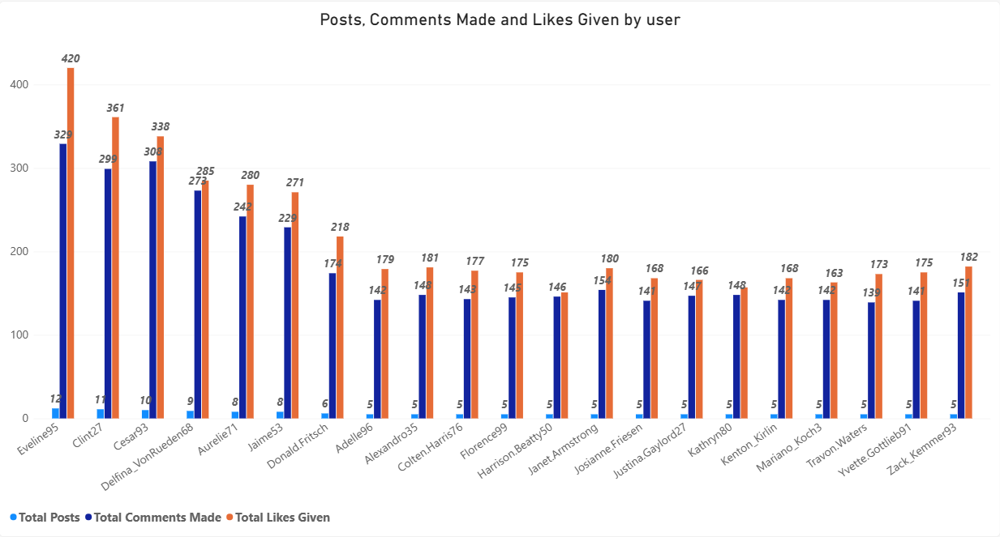 Posts, Comments Made and Likes Given by user
400
300
200
100
0
420
329
12
361
299
11
338
308
10
285
273
9
280
242
8
271
229
8
218
174
6
179
142
5
181
148
5
177
143
5
175
145
5
146
5
180
154
5
168
141
5
166
147
5
148
5
168
142
5
163
142
5
173
139
5
175
141
5
182
151
5
Eveline95
Clint27
Cesar93
Delfina_VonRueden68
Aurelie71
Jaime53
Donald.Fritsch
Adelle96
Alexandro35
Colten.Harris76
Florence99
Harrison.Beatty50
Janet.Armstrong
Josianne.Friesen
Justina.Gaylord27
Kathryn80
Kenton_Kirlin
Mariano_Koch3
Travon.Waters
Yvette.Gottlieb91
Zack_Kemmer93
Total Posts Total Comments Made Total Likes Given